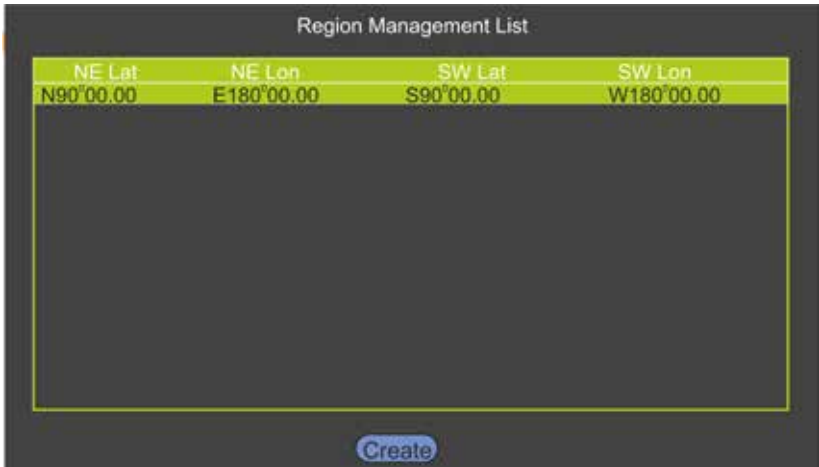 Region Management List
NE Lat NE Lon SW Lat SW Lon
N90°00.00 E180°00.00 S90°00.00 W180°00.00
Create